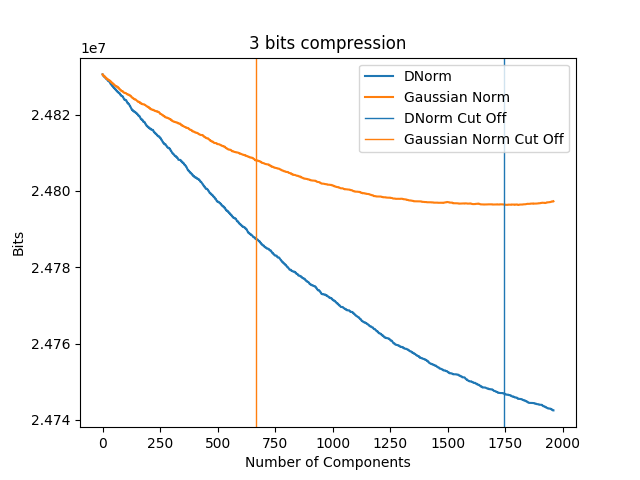 3 bits compression
1e7
DNorm
Gaussian Norm
DNorm Cut Off
Gaussian Norm Cut Off
2.482
2.480
2.478
2.476
2.474
Bits
0 250 500 750 1000 1250 1500 1750 2000
Number of Components